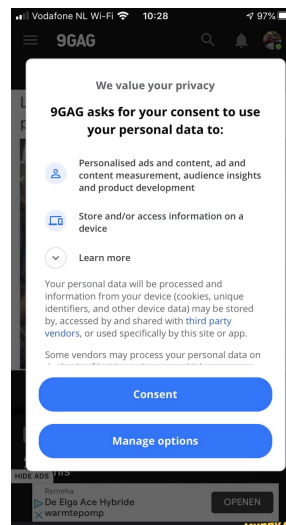 Vodafone NL Wi-Fi 10:28 97%
9GAG
We value your privacy
9GAG asks for your consent to use
your personal data to:
Personalised ads and content, ad and
content measurement, audience insights
and product development
Store and/or access information on a
device
Learn more
Your personal data will be processed and
information from your device (cookies, unique
identifiers, and other device data) may be stored
by, accessed by and shared with third party
vendors, or used specifically by this site or app.
Some vendors may process your personal data on
Consent
Manage options
HIDE ADS
Remeha
De Elga Ace Hybride
warmtepomp
OPENEN